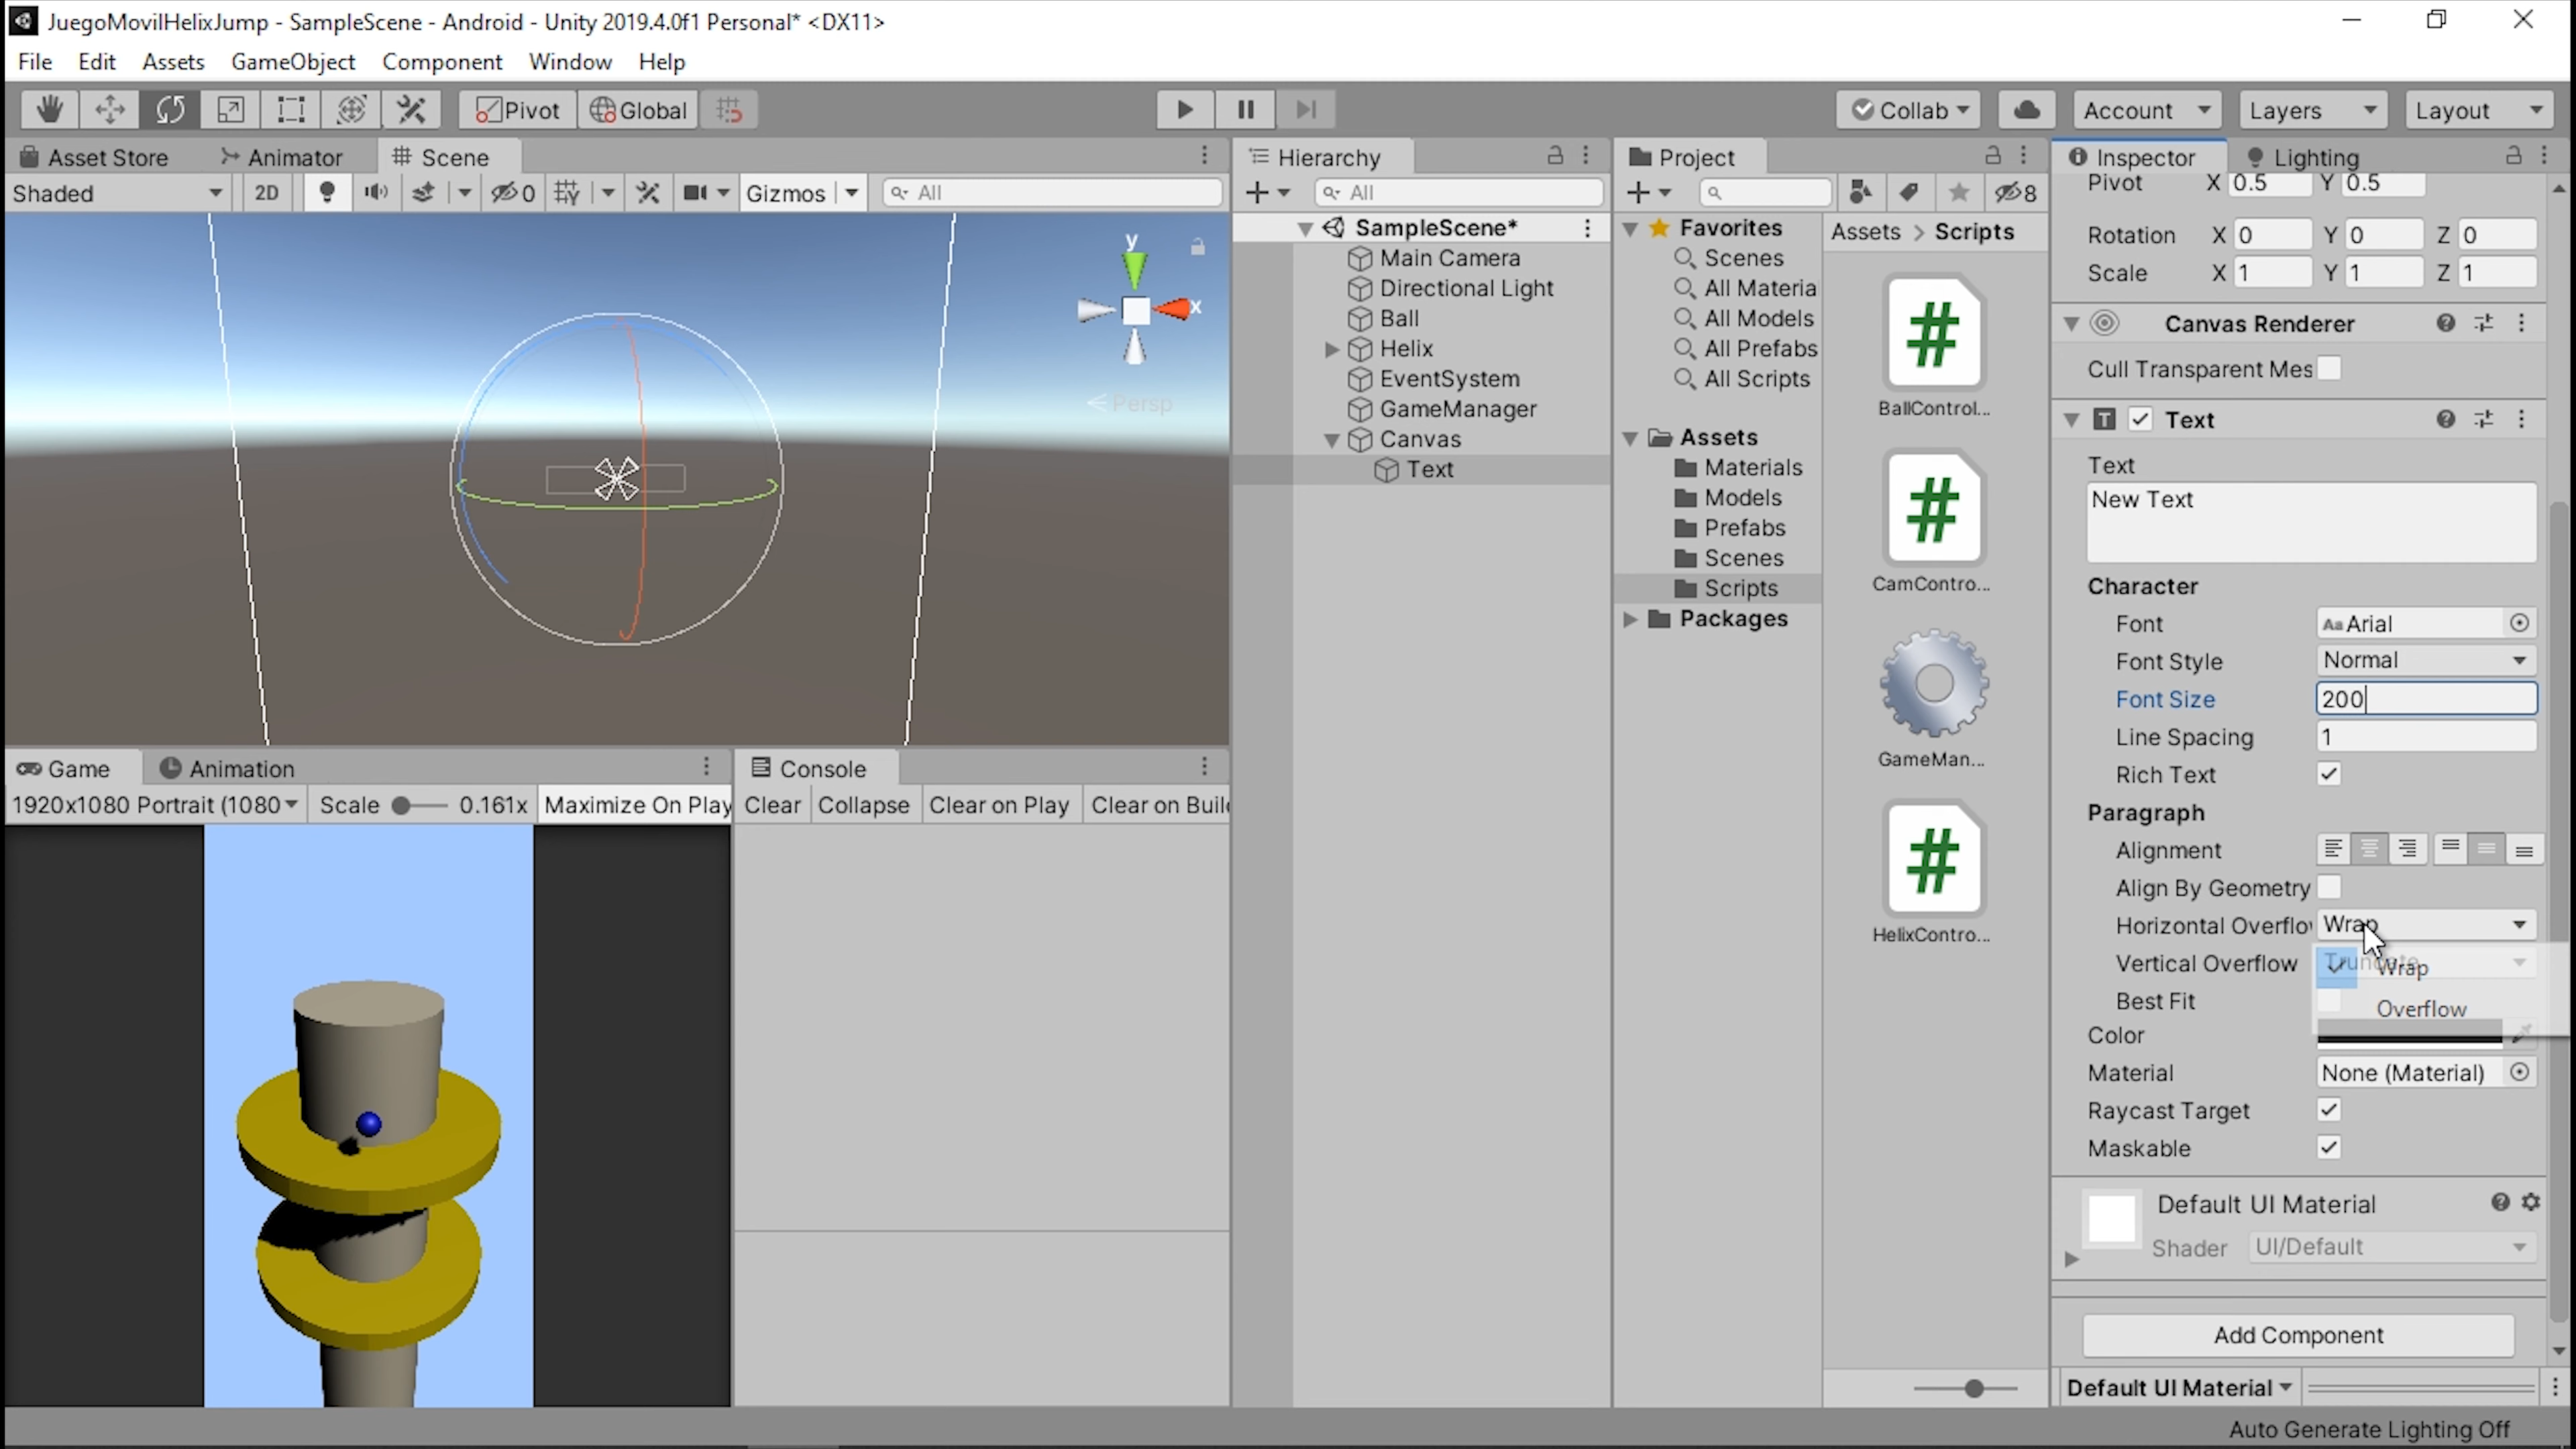 JuegoMovilHelixJump - SampleScene - Android - Unity 2019.4.0f1 Personal* <DX11>
File Edit Assets GameObject Component Window Help
Pivot Global Collab Account Layers Layout
Asset Store Animator Scene
Shaded 2D 0 Gizmos All
y
x
Persp
Game Animation
1920x1080 Portrait (1080 Scale 0.161x Maximize On Play
Console
Clear Collapse Clear on Play Clear on Buil
Hierarchy
All
SampleScene*
Main Camera
Directional Light
Ball
Helix
EventSystem
GameManager
Canvas
Text
Project
8
Favorites
Scenes
All Materia
All Models
All Prefabs
All Scripts
Assets
Materials
Models
Prefabs
Scenes
Scripts
Packages
Assets > Scripts
BallControl...
CamContro...
GameMan...
HelixContro...
Inspector Lighting
Pivot X 0.5 Y 0.5
Rotation X 0 Y 0 Z 0
Scale X 1 Y 1 Z 1
Canvas Renderer
Cull Transparent Mes
Text
Text
New Text
Character
Font Arial
Font Style Normal
Font Size 200
Line Spacing 1
Rich Text
Paragraph
Alignment
Align By Geometry
Horizontal Overflo Wrap
Vertical Overflow Truncate
Wrap
Best Fit
Overflow
Color
Material None (Material)
Raycast Target
Maskable
Default UI Material
Shader UI/Default
Add Component
Default UI Material
Auto Generate Lighting Off